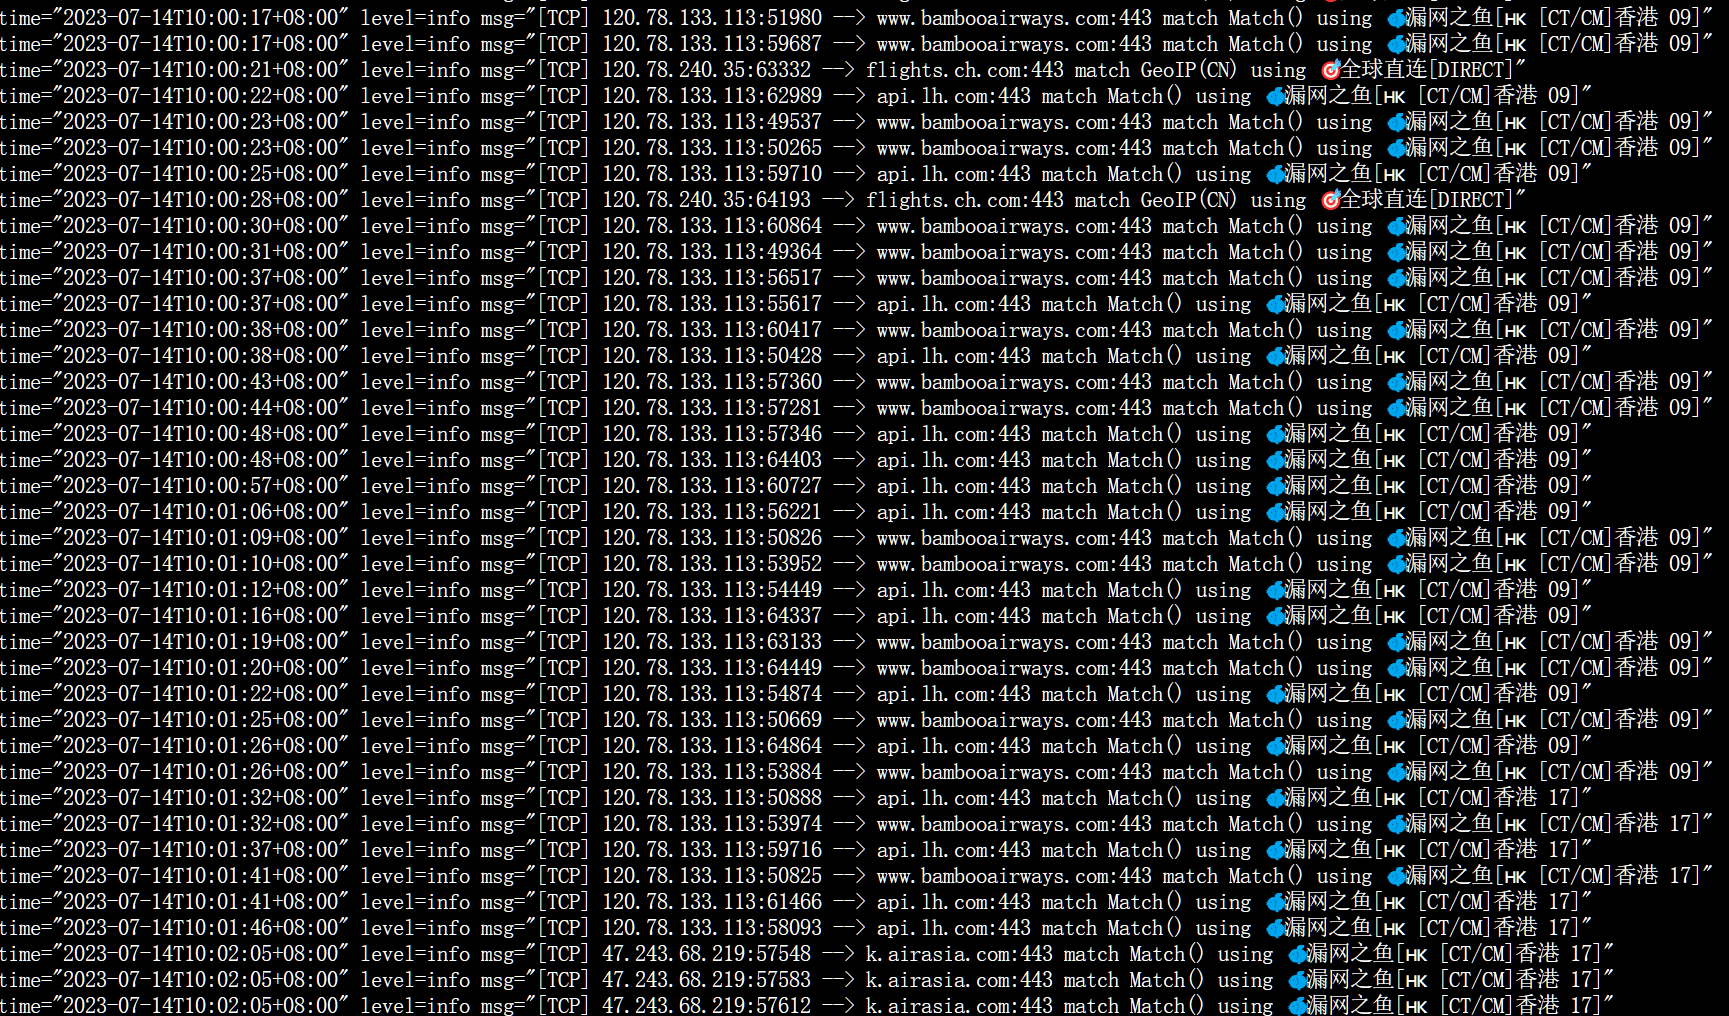 time="2023-07-14T10:00:17+08:00" level=info msg="[TCP] 120.78.133.113:51980 --> www.bambooairways.com:443 match Match() using 🐟漏网之鱼[🇭🇰 [CT/CM]香港 09]"
time="2023-07-14T10:00:17+08:00" level=info msg="[TCP] 120.78.133.113:59687 --> www.bambooairways.com:443 match Match() using 🐟漏网之鱼[🇭🇰 [CT/CM]香港 09]"
time="2023-07-14T10:00:21+08:00" level=info msg="[TCP] 120.78.240.35:63332 --> flights.ch.com:443 match GeoIP(CN) using 🎯全球直连[DIRECT]"
time="2023-07-14T10:00:22+08:00" level=info msg="[TCP] 120.78.133.113:62989 --> api.lh.com:443 match Match() using 🐟漏网之鱼[🇭🇰 [CT/CM]香港 09]"
time="2023-07-14T10:00:23+08:00" level=info msg="[TCP] 120.78.133.113:49537 --> www.bambooairways.com:443 match Match() using 🐟漏网之鱼[🇭🇰 [CT/CM]香港 09]"
time="2023-07-14T10:00:23+08:00" level=info msg="[TCP] 120.78.133.113:50265 --> www.bambooairways.com:443 match Match() using 🐟漏网之鱼[🇭🇰 [CT/CM]香港 09]"
time="2023-07-14T10:00:25+08:00" level=info msg="[TCP] 120.78.133.113:59710 --> api.lh.com:443 match Match() using 🐟漏网之鱼[🇭🇰 [CT/CM]香港 09]"
time="2023-07-14T10:00:28+08:00" level=info msg="[TCP] 120.78.240.35:64193 --> flights.ch.com:443 match GeoIP(CN) using 🎯全球直连[DIRECT]"
time="2023-07-14T10:00:30+08:00" level=info msg="[TCP] 120.78.133.113:60864 --> www.bambooairways.com:443 match Match() using 🐟漏网之鱼[🇭🇰 [CT/CM]香港 09]"
time="2023-07-14T10:00:31+08:00" level=info msg="[TCP] 120.78.133.113:49364 --> www.bambooairways.com:443 match Match() using 🐟漏网之鱼[🇭🇰 [CT/CM]香港 09]"
time="2023-07-14T10:00:37+08:00" level=info msg="[TCP] 120.78.133.113:56517 --> www.bambooairways.com:443 match Match() using 🐟漏网之鱼[🇭🇰 [CT/CM]香港 09]"
time="2023-07-14T10:00:37+08:00" level=info msg="[TCP] 120.78.133.113:55617 --> api.lh.com:443 match Match() using 🐟漏网之鱼[🇭🇰 [CT/CM]香港 09]"
time="2023-07-14T10:00:38+08:00" level=info msg="[TCP] 120.78.133.113:60417 --> www.bambooairways.com:443 match Match() using 🐟漏网之鱼[🇭🇰 [CT/CM]香港 09]"
time="2023-07-14T10:00:38+08:00" level=info msg="[TCP] 120.78.133.113:50428 --> api.lh.com:443 match Match() using 🐟漏网之鱼[🇭🇰 [CT/CM]香港 09]"
time="2023-07-14T10:00:43+08:00" level=info msg="[TCP] 120.78.133.113:57360 --> www.bambooairways.com:443 match Match() using 🐟漏网之鱼[🇭🇰 [CT/CM]香港 09]"
time="2023-07-14T10:00:44+08:00" level=info msg="[TCP] 120.78.133.113:57281 --> www.bambooairways.com:443 match Match() using 🐟漏网之鱼[🇭🇰 [CT/CM]香港 09]"
time="2023-07-14T10:00:48+08:00" level=info msg="[TCP] 120.78.133.113:57346 --> api.lh.com:443 match Match() using 🐟漏网之鱼[🇭🇰 [CT/CM]香港 09]"
time="2023-07-14T10:00:48+08:00" level=info msg="[TCP] 120.78.133.113:64403 --> api.lh.com:443 match Match() using 🐟漏网之鱼[🇭🇰 [CT/CM]香港 09]"
time="2023-07-14T10:00:57+08:00" level=info msg="[TCP] 120.78.133.113:60727 --> api.lh.com:443 match Match() using 🐟漏网之鱼[🇭🇰 [CT/CM]香港 09]"
time="2023-07-14T10:01:06+08:00" level=info msg="[TCP] 120.78.133.113:56221 --> api.lh.com:443 match Match() using 🐟漏网之鱼[🇭🇰 [CT/CM]香港 09]"
time="2023-07-14T10:01:09+08:00" level=info msg="[TCP] 120.78.133.113:50826 --> www.bambooairways.com:443 match Match() using 🐟漏网之鱼[🇭🇰 [CT/CM]香港 09]"
time="2023-07-14T10:01:10+08:00" level=info msg="[TCP] 120.78.133.113:53952 --> www.bambooairways.com:443 match Match() using 🐟漏网之鱼[🇭🇰 [CT/CM]香港 09]"
time="2023-07-14T10:01:12+08:00" level=info msg="[TCP] 120.78.133.113:54449 --> api.lh.com:443 match Match() using 🐟漏网之鱼[🇭🇰 [CT/CM]香港 09]"
time="2023-07-14T10:01:16+08:00" level=info msg="[TCP] 120.78.133.113:64337 --> api.lh.com:443 match Match() using 🐟漏网之鱼[🇭🇰 [CT/CM]香港 09]"
time="2023-07-14T10:01:19+08:00" level=info msg="[TCP] 120.78.133.113:63133 --> www.bambooairways.com:443 match Match() using 🐟漏网之鱼[🇭🇰 [CT/CM]香港 09]"
time="2023-07-14T10:01:20+08:00" level=info msg="[TCP] 120.78.133.113:64449 --> www.bambooairways.com:443 match Match() using 🐟漏网之鱼[🇭🇰 [CT/CM]香港 09]"
time="2023-07-14T10:01:22+08:00" level=info msg="[TCP] 120.78.133.113:54874 --> api.lh.com:443 match Match() using 🐟漏网之鱼[🇭🇰 [CT/CM]香港 09]"
time="2023-07-14T10:01:25+08:00" level=info msg="[TCP] 120.78.133.113:50669 --> www.bambooairways.com:443 match Match() using 🐟漏网之鱼[🇭🇰 [CT/CM]香港 09]"
time="2023-07-14T10:01:26+08:00" level=info msg="[TCP] 120.78.133.113:64864 --> api.lh.com:443 match Match() using 🐟漏网之鱼[🇭🇰 [CT/CM]香港 09]"
time="2023-07-14T10:01:26+08:00" level=info msg="[TCP] 120.78.133.113:53884 --> www.bambooairways.com:443 match Match() using 🐟漏网之鱼[🇭🇰 [CT/CM]香港 09]"
time="2023-07-14T10:01:32+08:00" level=info msg="[TCP] 120.78.133.113:50888 --> api.lh.com:443 match Match() using 🐟漏网之鱼[🇭🇰 [CT/CM]香港 17]"
time="2023-07-14T10:01:32+08:00" level=info msg="[TCP] 120.78.133.113:53974 --> www.bambooairways.com:443 match Match() using 🐟漏网之鱼[🇭🇰 [CT/CM]香港 17]"
time="2023-07-14T10:01:37+08:00" level=info msg="[TCP] 120.78.133.113:59716 --> api.lh.com:443 match Match() using 🐟漏网之鱼[🇭🇰 [CT/CM]香港 17]"
time="2023-07-14T10:01:41+08:00" level=info msg="[TCP] 120.78.133.113:50825 --> www.bambooairways.com:443 match Match() using 🐟漏网之鱼[🇭🇰 [CT/CM]香港 17]"
time="2023-07-14T10:01:41+08:00" level=info msg="[TCP] 120.78.133.113:61466 --> api.lh.com:443 match Match() using 🐟漏网之鱼[🇭🇰 [CT/CM]香港 17]"
time="2023-07-14T10:01:46+08:00" level=info msg="[TCP] 120.78.133.113:58093 --> api.lh.com:443 match Match() using 🐟漏网之鱼[🇭🇰 [CT/CM]香港 17]"
time="2023-07-14T10:02:05+08:00" level=info msg="[TCP] 47.243.68.219:57548 --> k.airasia.com:443 match Match() using 🐟漏网之鱼[🇭🇰 [CT/CM]香港 17]"
time="2023-07-14T10:02:05+08:00" level=info msg="[TCP] 47.243.68.219:57583 --> k.airasia.com:443 match Match() using 🐟漏网之鱼[🇭🇰 [CT/CM]香港 17]"
time="2023-07-14T10:02:05+08:00" level=info msg="[TCP] 47.243.68.219:57612 --> k.airasia.com:443 match Match() using 🐟漏网之鱼[🇭🇰 [CT/CM]香港 17]"